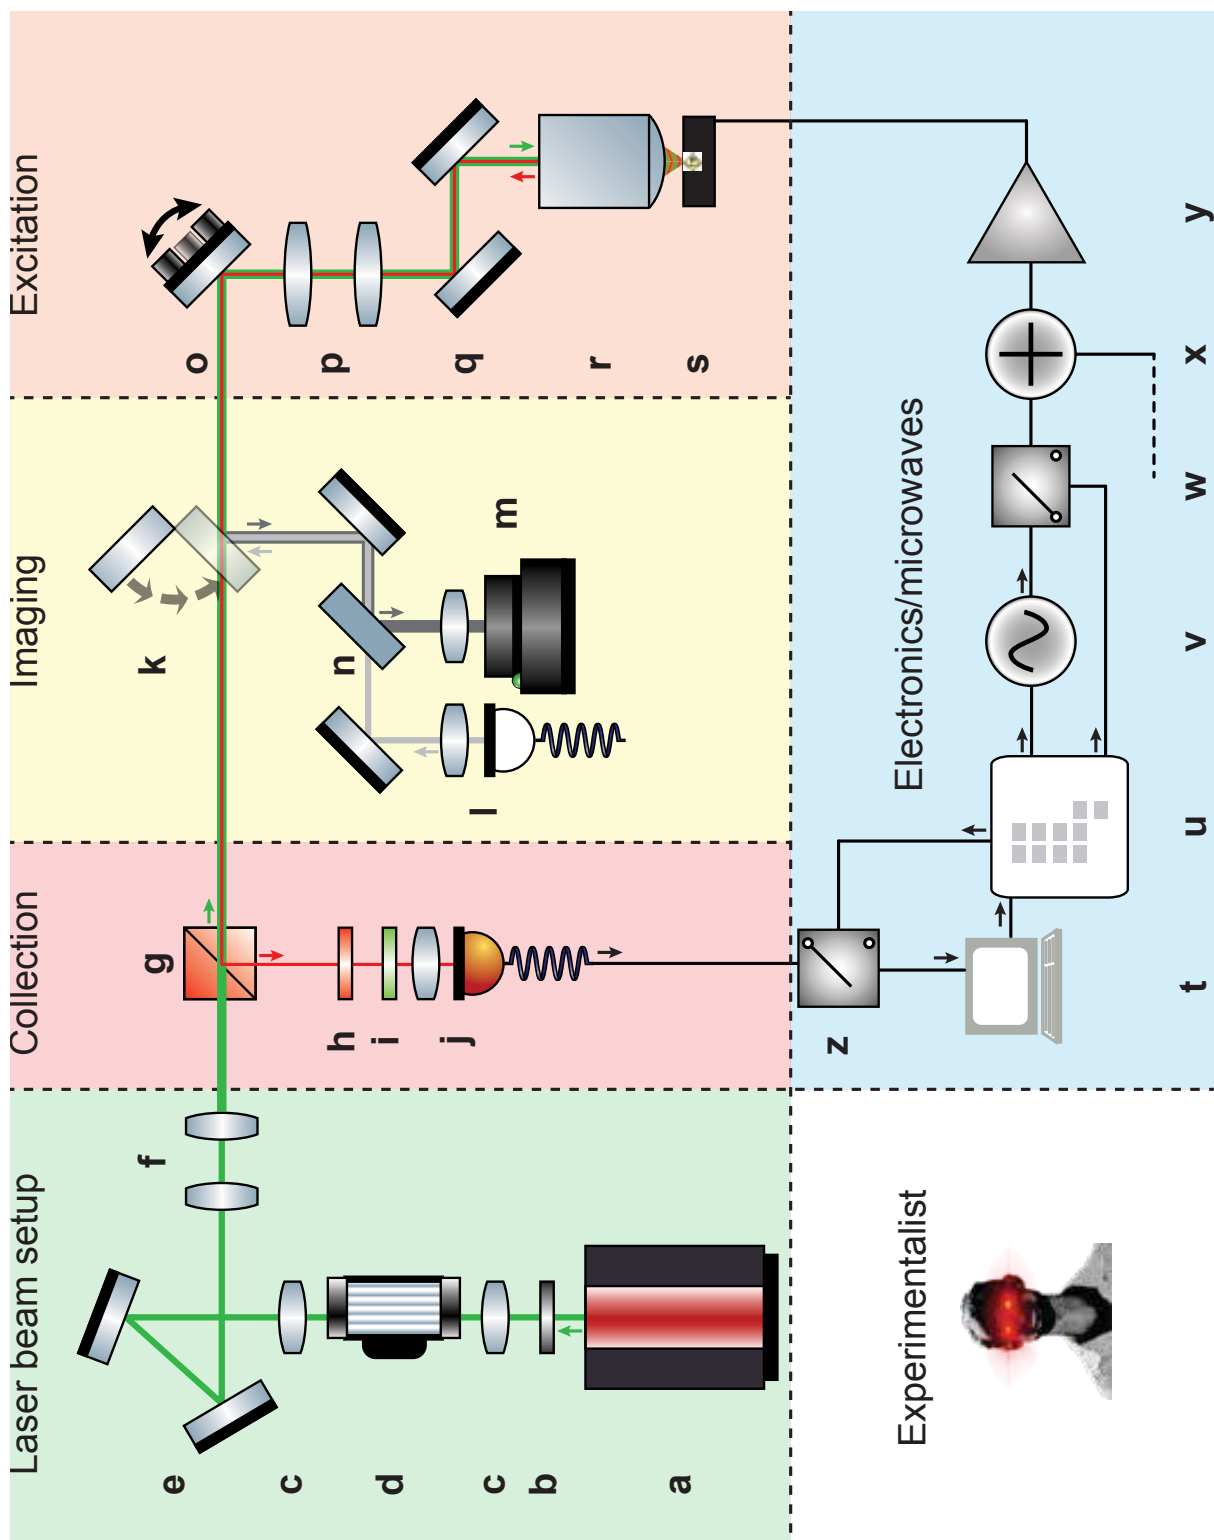 Laser beam setup
Collection
Imaging
Excitation
e
c
d
c
b
a
f
g
h
i
j
k
n
l
m
o
p
q
r
s
Experimentalist
Electronics/microwaves
z
t
u
v
w
x
y